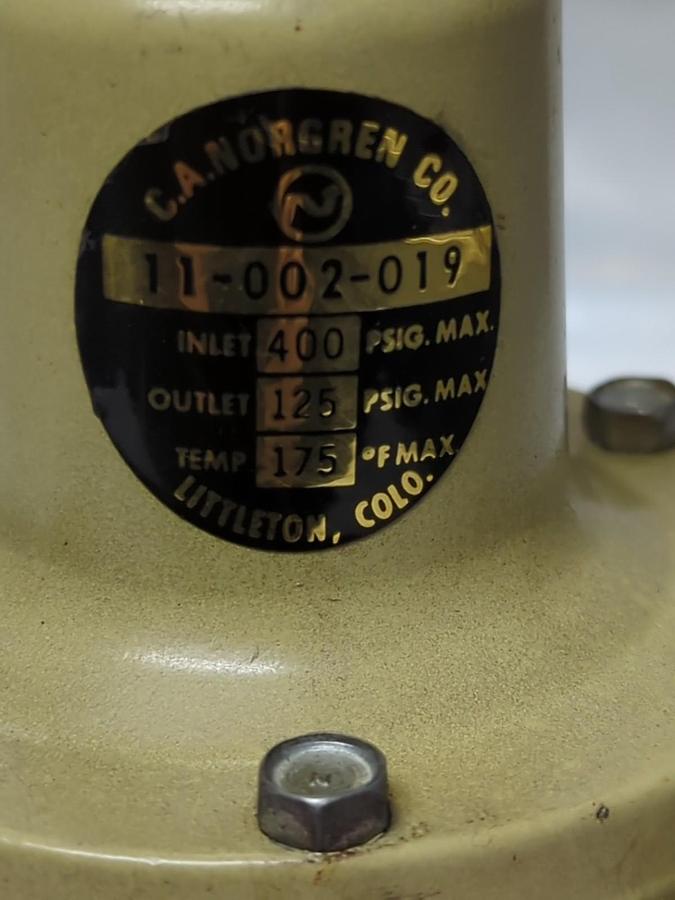 C.A. NORGREN CO.
11-002-019
INLET 400 PSIG. MAX.
OUTLET 125 PSIG. MAX
TEMP 175 °F MAX.
LITTLETON, COLO.